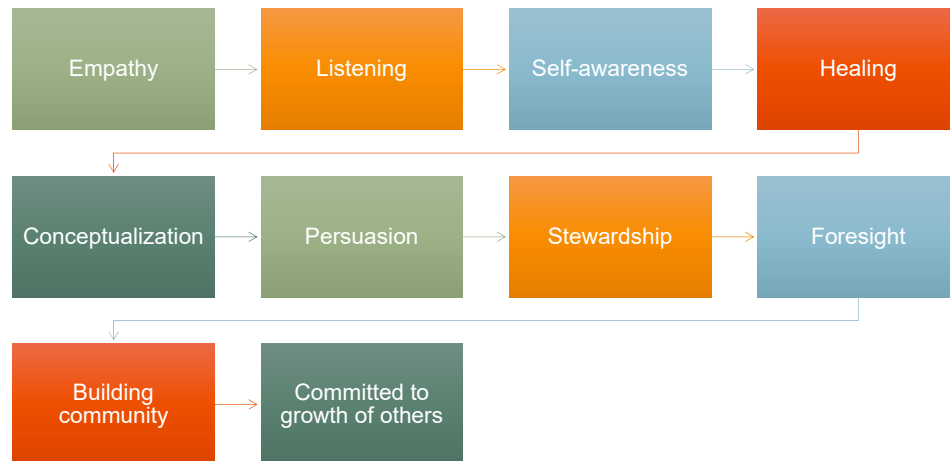 Empathy
Listening
Self-awareness
Healing
Conceptualization
Persuasion
Stewardship
Foresight
Building
community
Committed to
growth of others